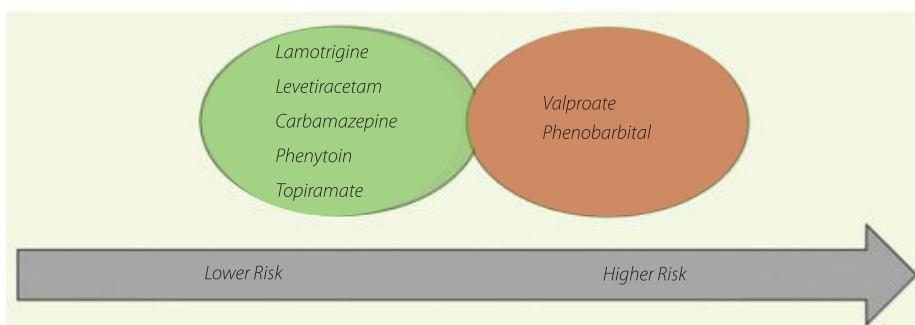 Lamotrigine
Levetiracetam
Carbamazepine
Phenytoin
Topiramate
Valproate
Phenobarbital
Lower Risk
Higher Risk